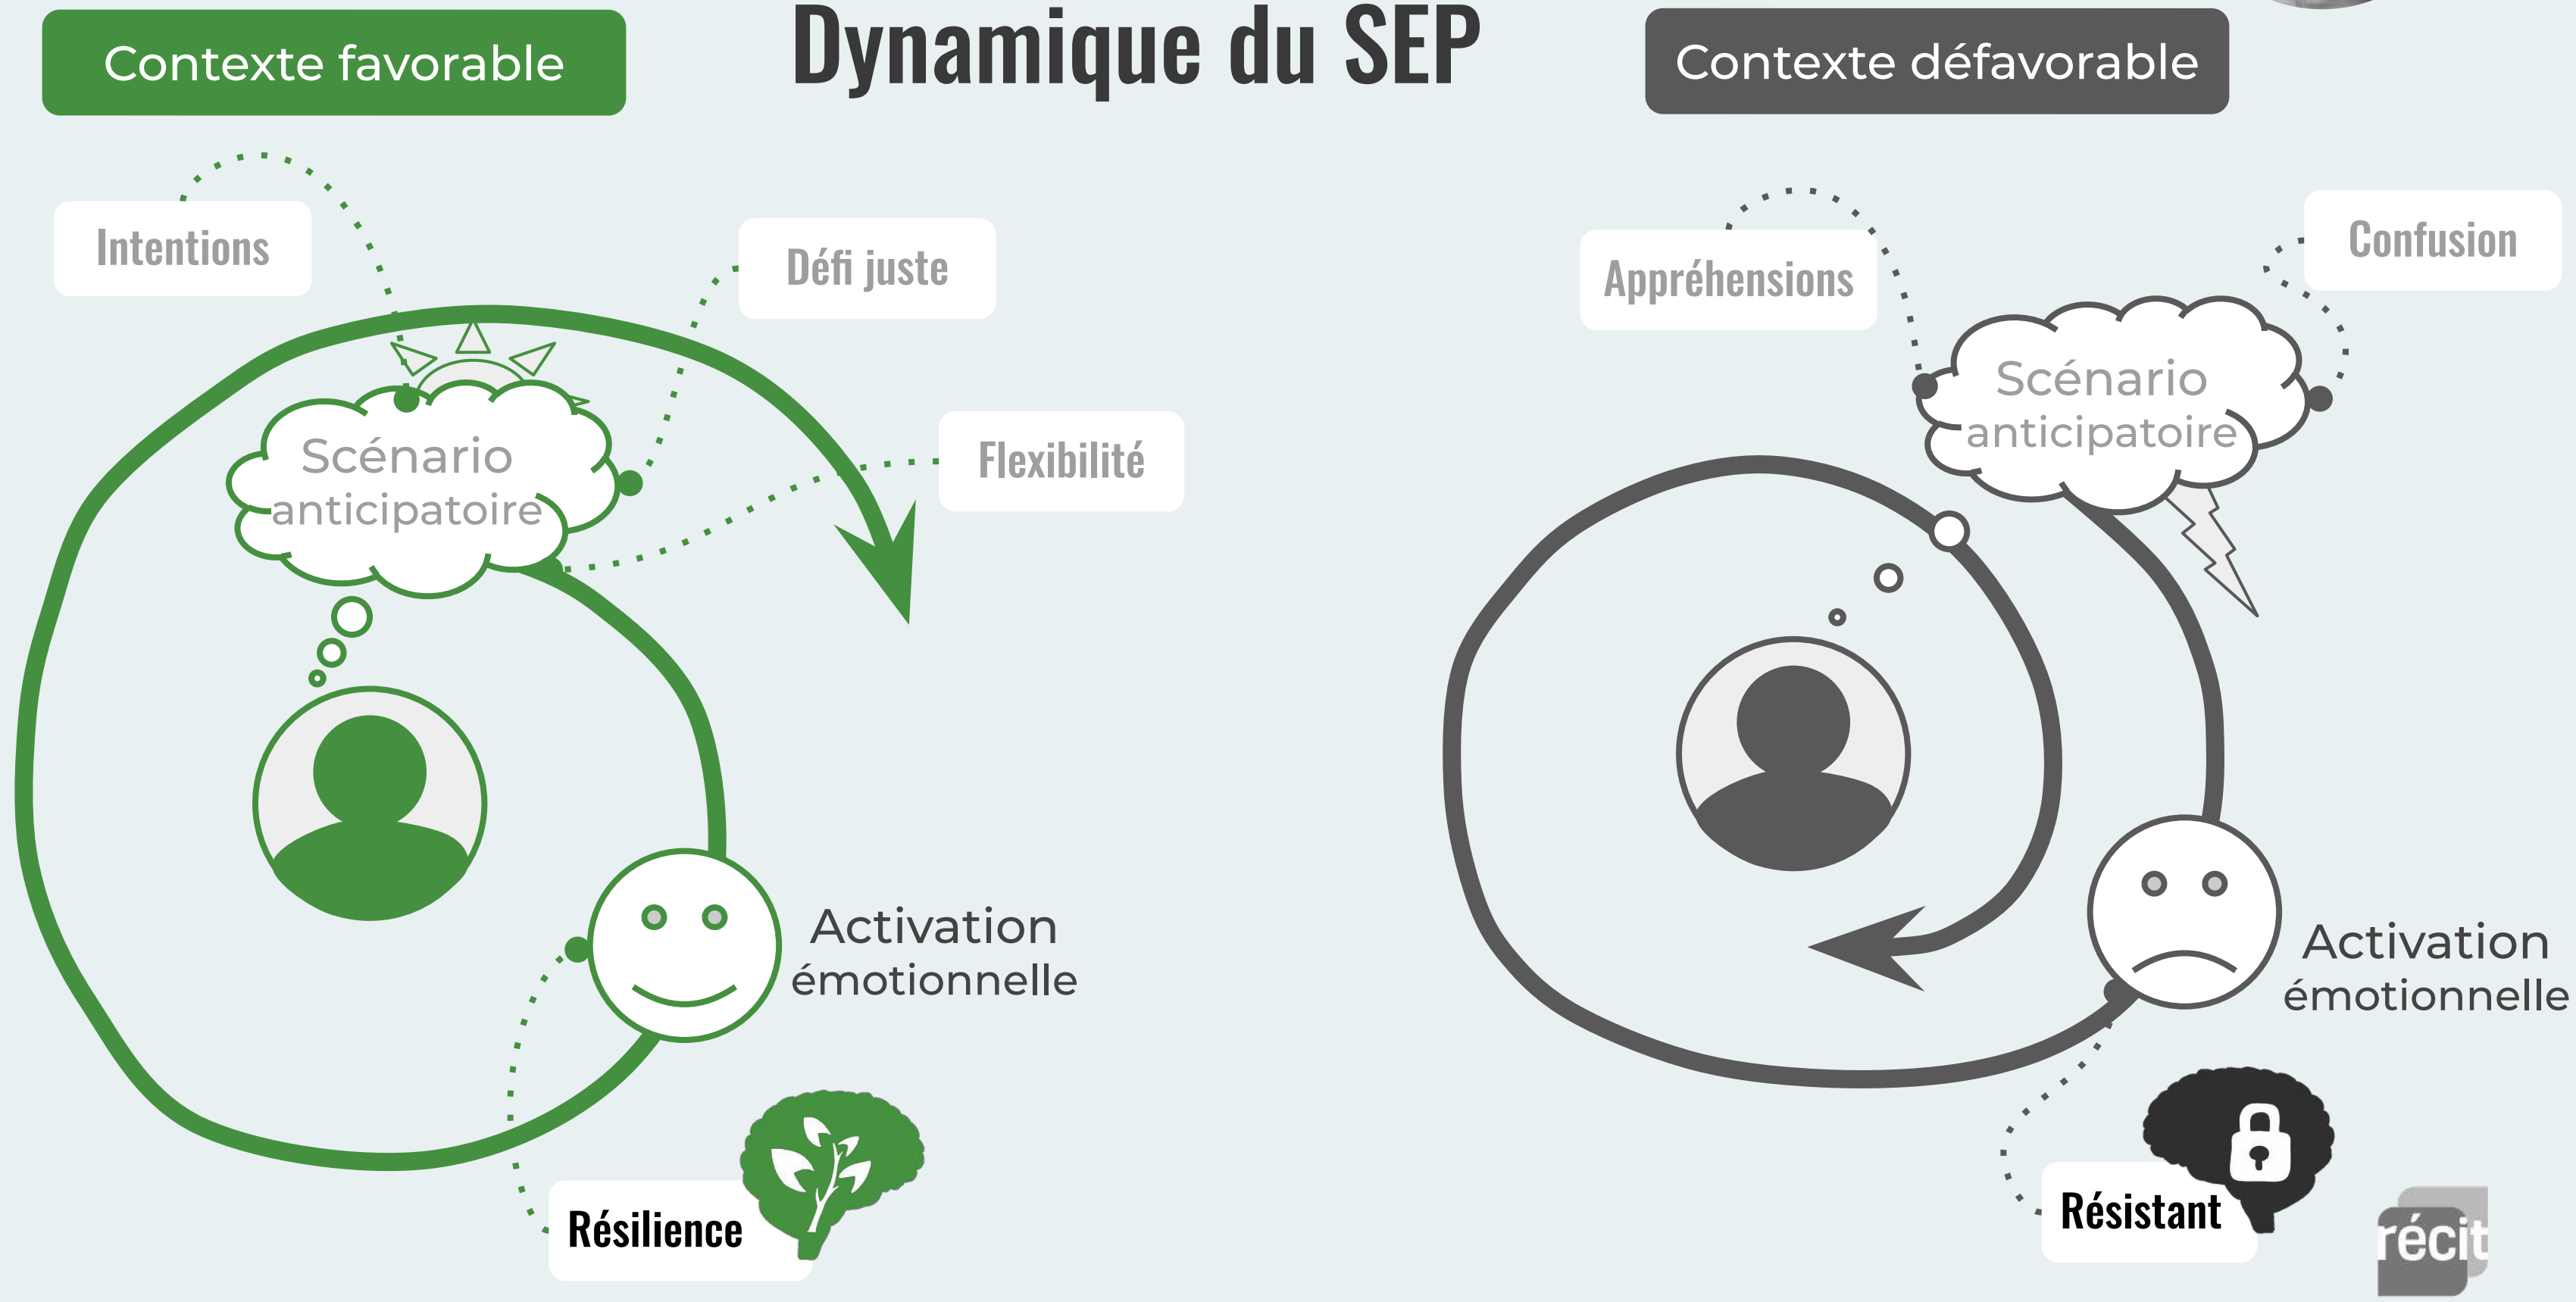 Dynamique du SEP
Contexte favorable
Intentions
Défi juste
Flexibilité
Scénario
anticipatoire
Activation
émotionnelle
Résilience
Contexte défavorable
Appréhensions
Confusion
Scénario
anticipatoire
Activation
émotionnelle
Résistant
récit